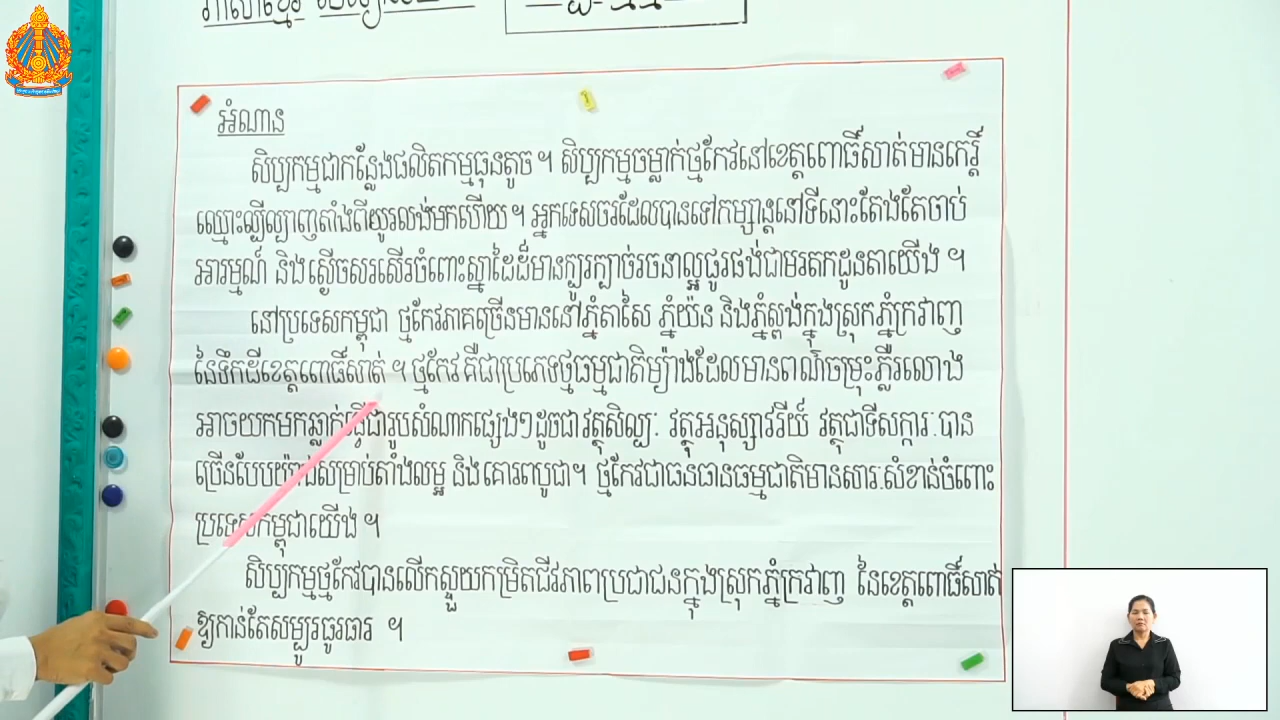 អំណាន
សិប្បកម្មជាកន្លែងផលិតកម្មធុនតូច។ សិប្បកម្មចម្លាក់ថ្មកែវនៅខេត្តពោធិ៍សាត់មានកេរ្តិ៍
ឈ្មោះល្បីល្បាញតាំងពីយូរលង់មកហើយ។ អ្នកទេសចរដែលបានទៅកម្សាន្តនៅទីនោះតែងតែចាប់
អារម្មណ៍ និងស្ងើចសរសើរចំពោះស្នាដៃដ៏មានក្បូរក្បាច់រចនាល្អផូរផង់ជាមរតកដូនតាយើង ។
នៅប្រទេសកម្ពុជា ថ្មកែវភាគច្រើនមាននៅភ្នំតាសៃ ភ្នំយ៉ន និងភ្នំស្ពង់ក្នុងស្រុកភ្នំក្រវាញ
នៃទឹកដីខេត្តពោធិ៍សាត់ ។ ថ្មកែវ គឺជាប្រភេទថ្មធម្មជាតិម្យ៉ាងដែលមានពណ៌ចម្រុះភ្លឺរលោង
អាចយកមកឆ្លាក់ធ្វើជារូបសំណាកផ្សេងៗដូចជាវត្ថុសិល្បៈ វត្ថុអនុស្សាវរីយ៍ វត្ថុជាទីសក្ការៈបាន
ច្រើនបែបយ៉ាងសម្រាប់តាំងលម្អ និងគោរពបូជា។ ថ្មកែវជាធនធានធម្មជាតិមានសារៈសំខាន់ចំពោះ
ប្រទេសកម្ពុជាយើង ។
សិប្បកម្មថ្មកែវបានលើកស្ទួយកម្រិតជីវភាពប្រជាជនក្នុងស្រុកភ្នំក្រវាញ នៃខេត្តពោធិ៍សាត់
ឱ្យកាន់តែសម្បូរធូរធារ ។